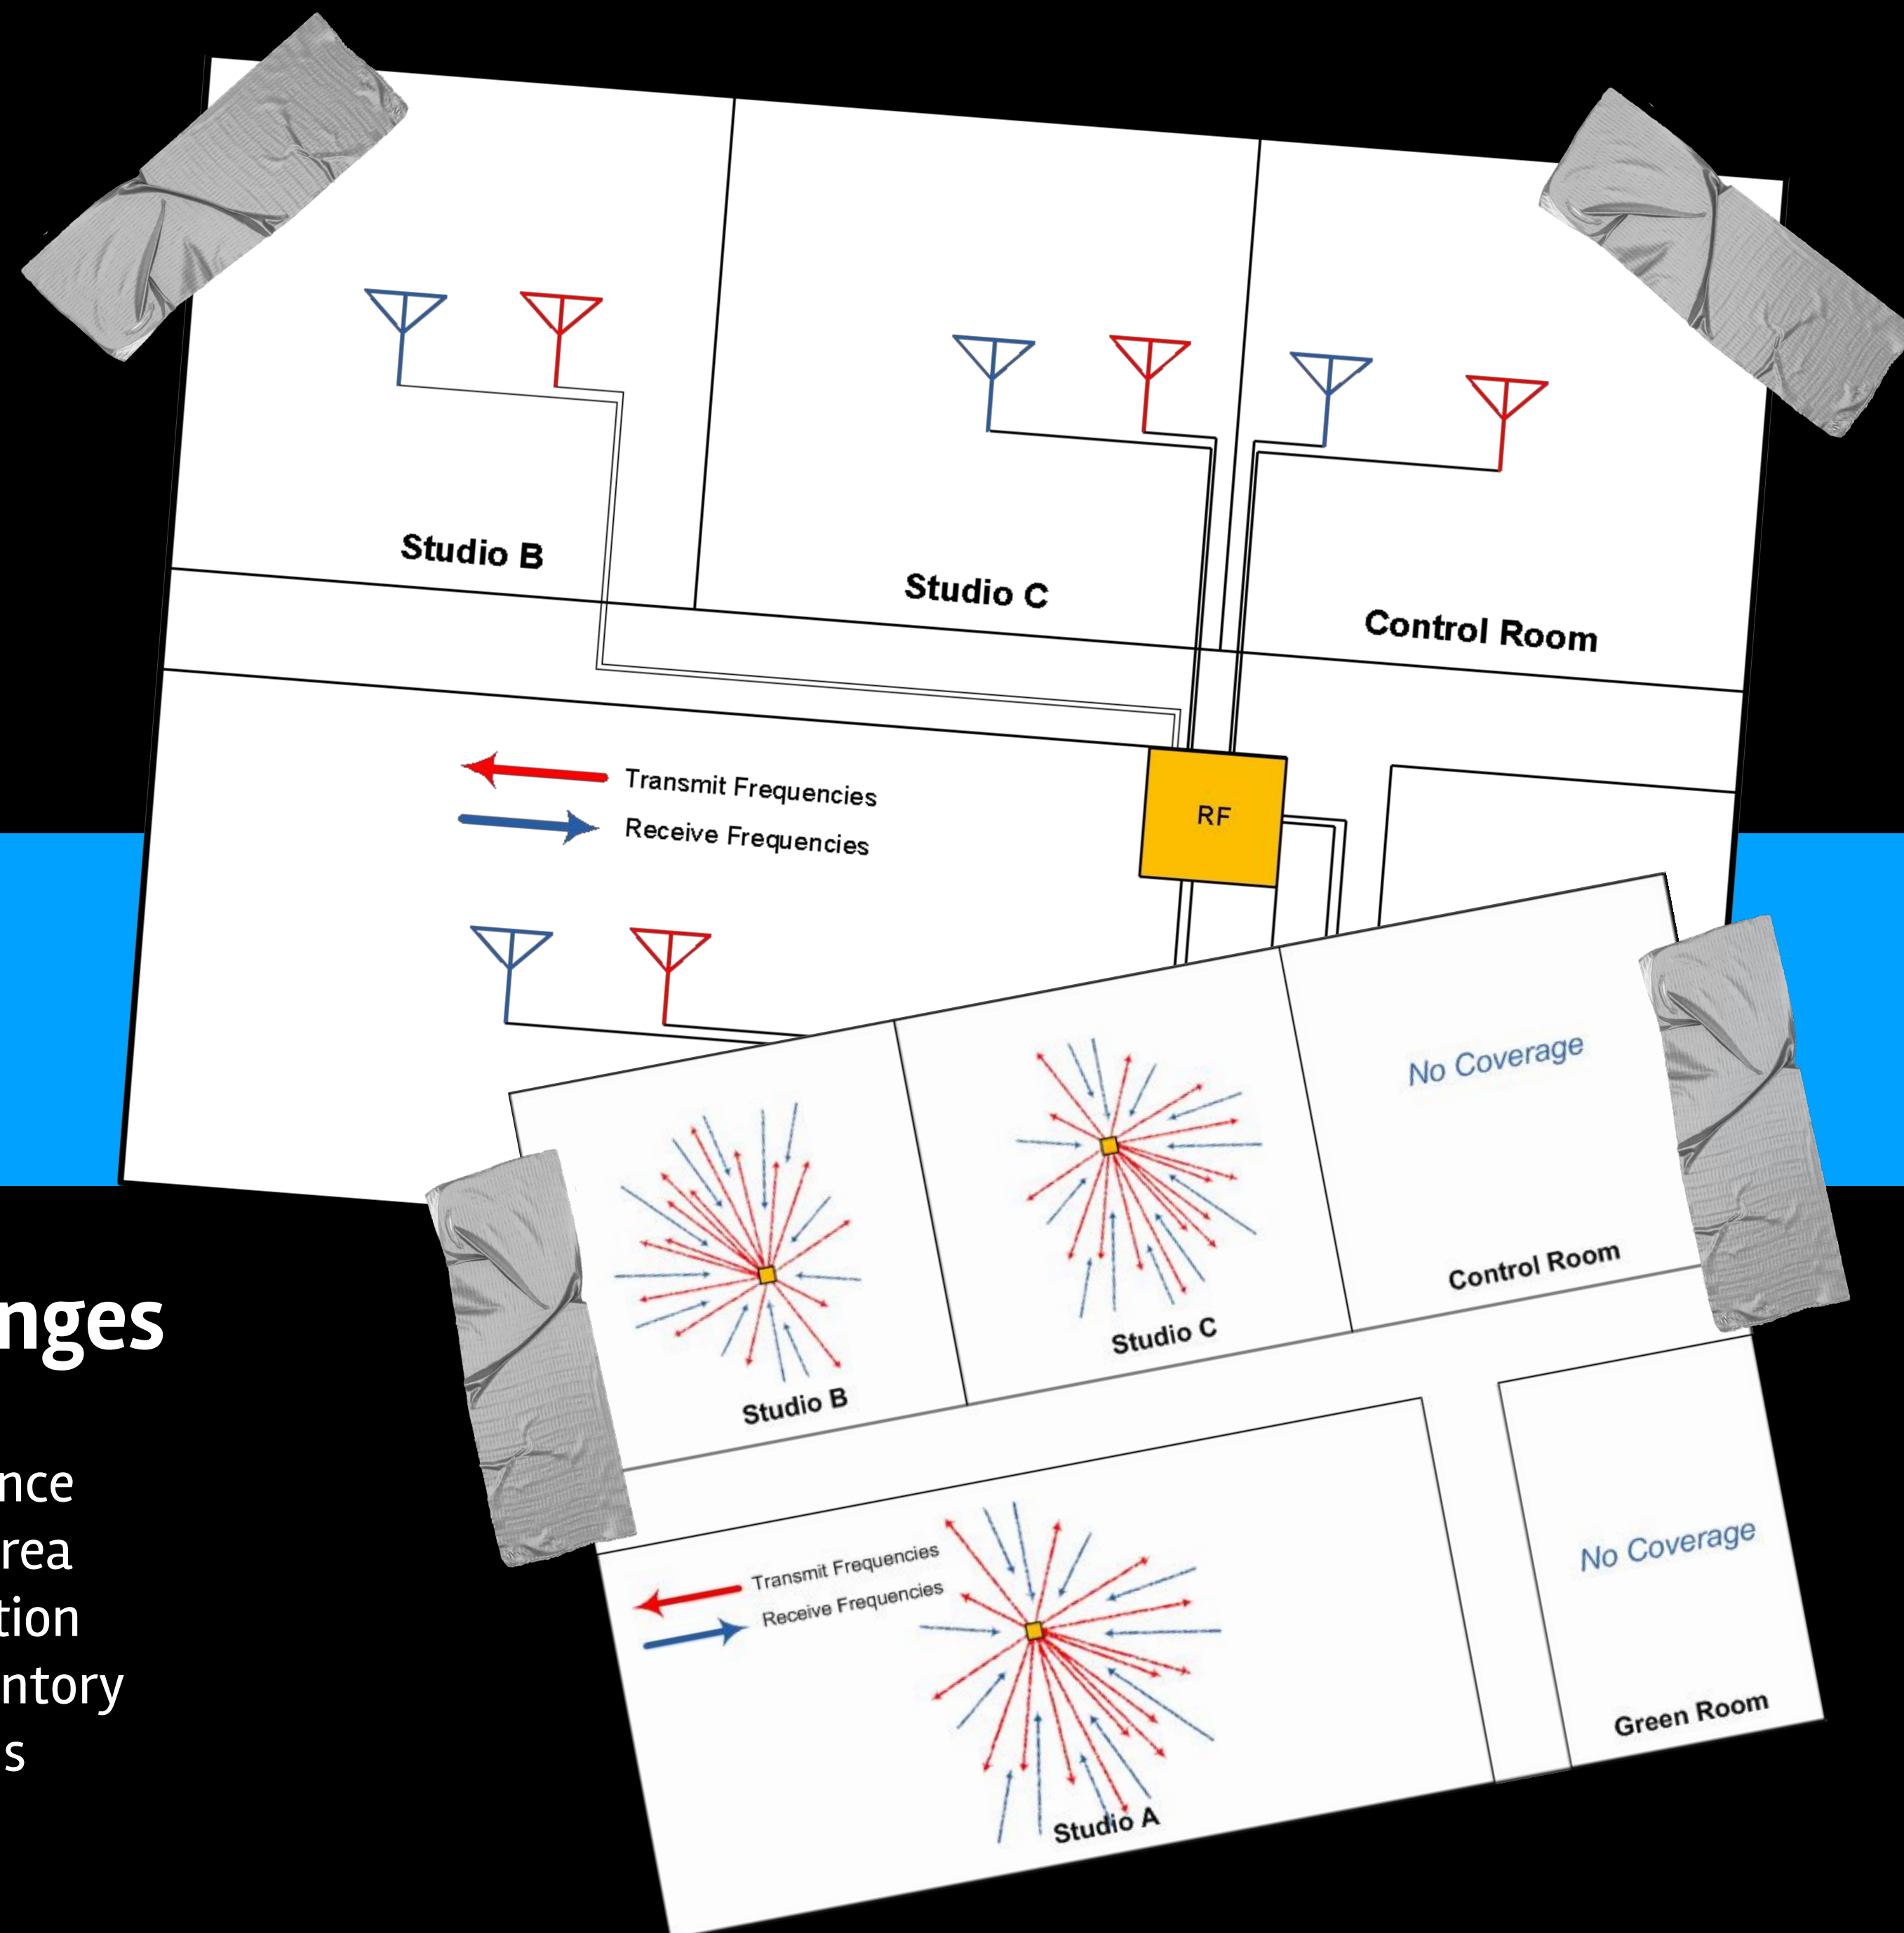 Studio B
Studio C
Control Room
Transmit Frequencies
Receive Frequencies
RF
No Coverage
Control Room
Studio C
Studio B
nges
nce
rea
tion
ntory
s
Transmit Frequencies
Receive Frequencies
No Coverage
Green Room
Studio A